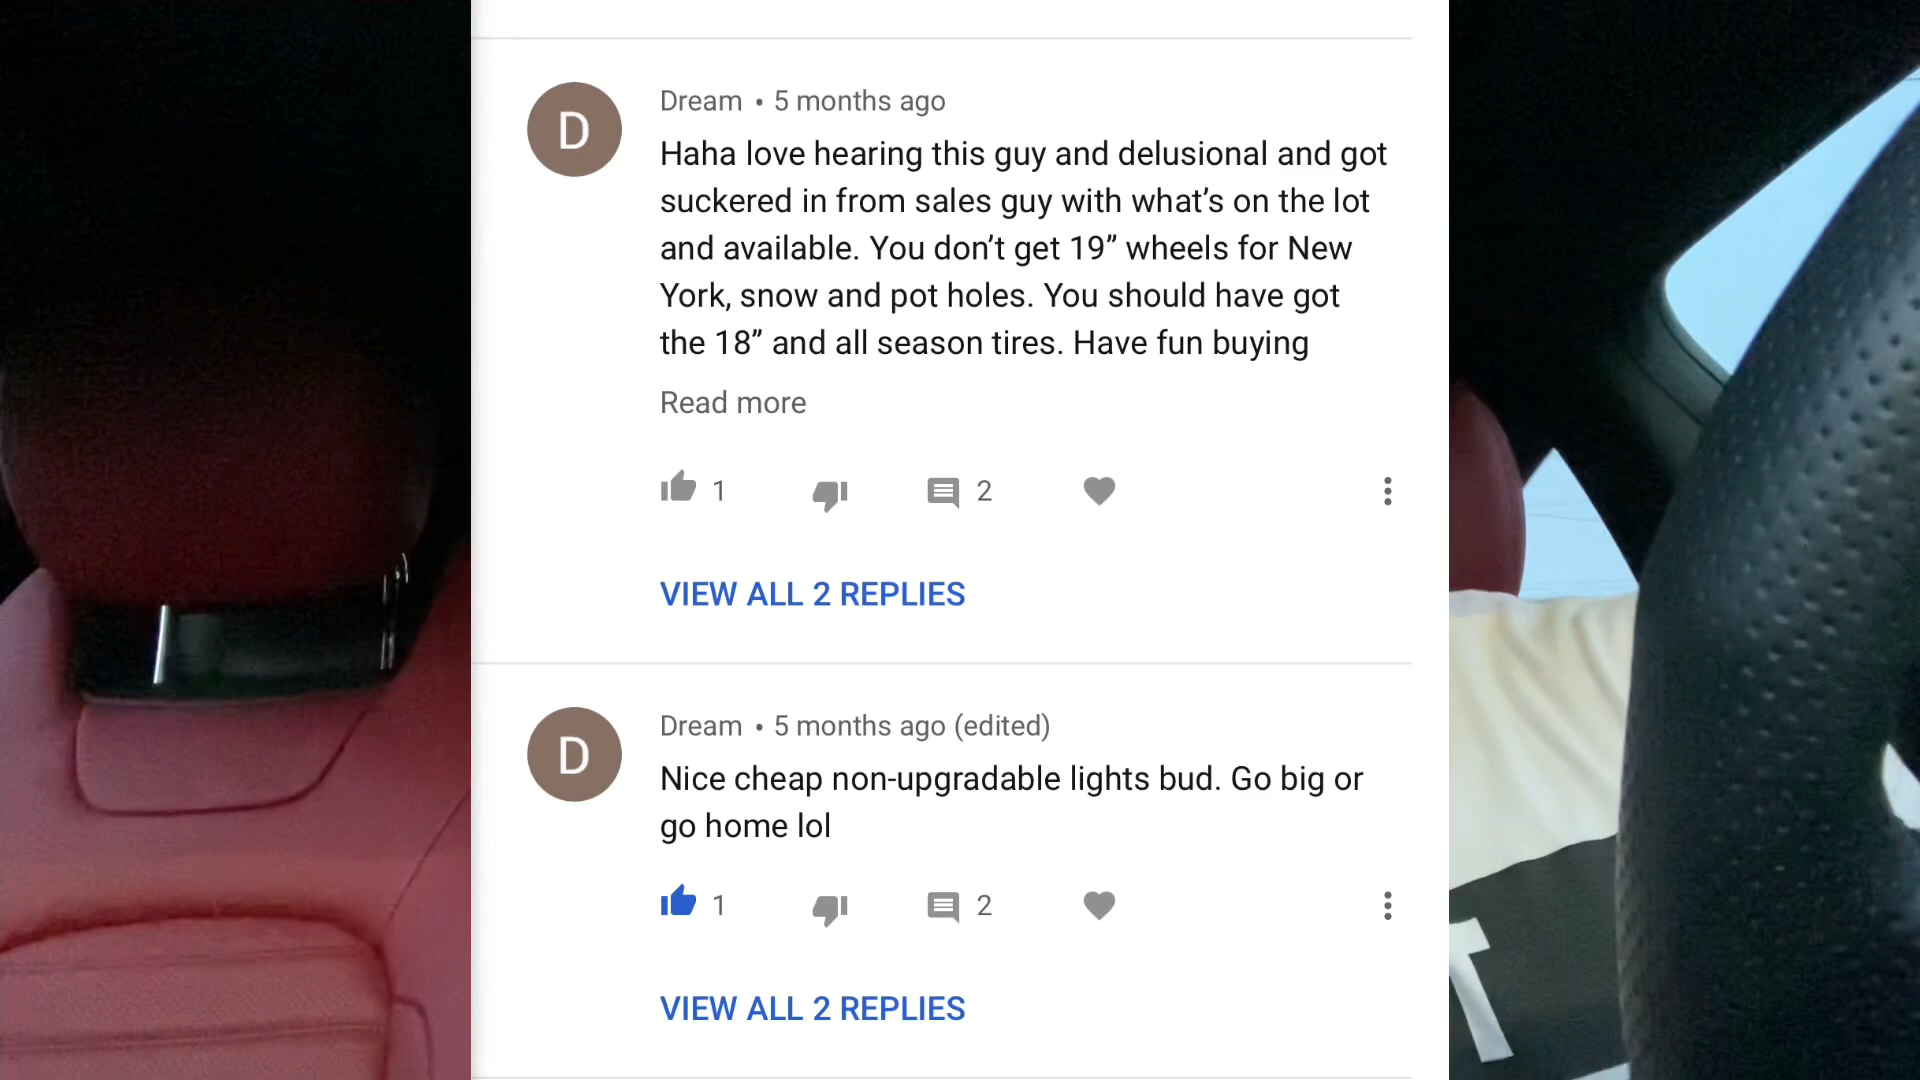 D
Dream • 5 months ago
Haha love hearing this guy and delusional and got
suckered in from sales guy with what’s on the lot
and available. You don’t get 19” wheels for New
York, snow and pot holes. You should have got
the 18” and all season tires. Have fun buying
Read more
1
2
VIEW ALL 2 REPLIES
D
Dream • 5 months ago (edited)
Nice cheap non-upgradable lights bud. Go big or
go home lol
1
2
VIEW ALL 2 REPLIES